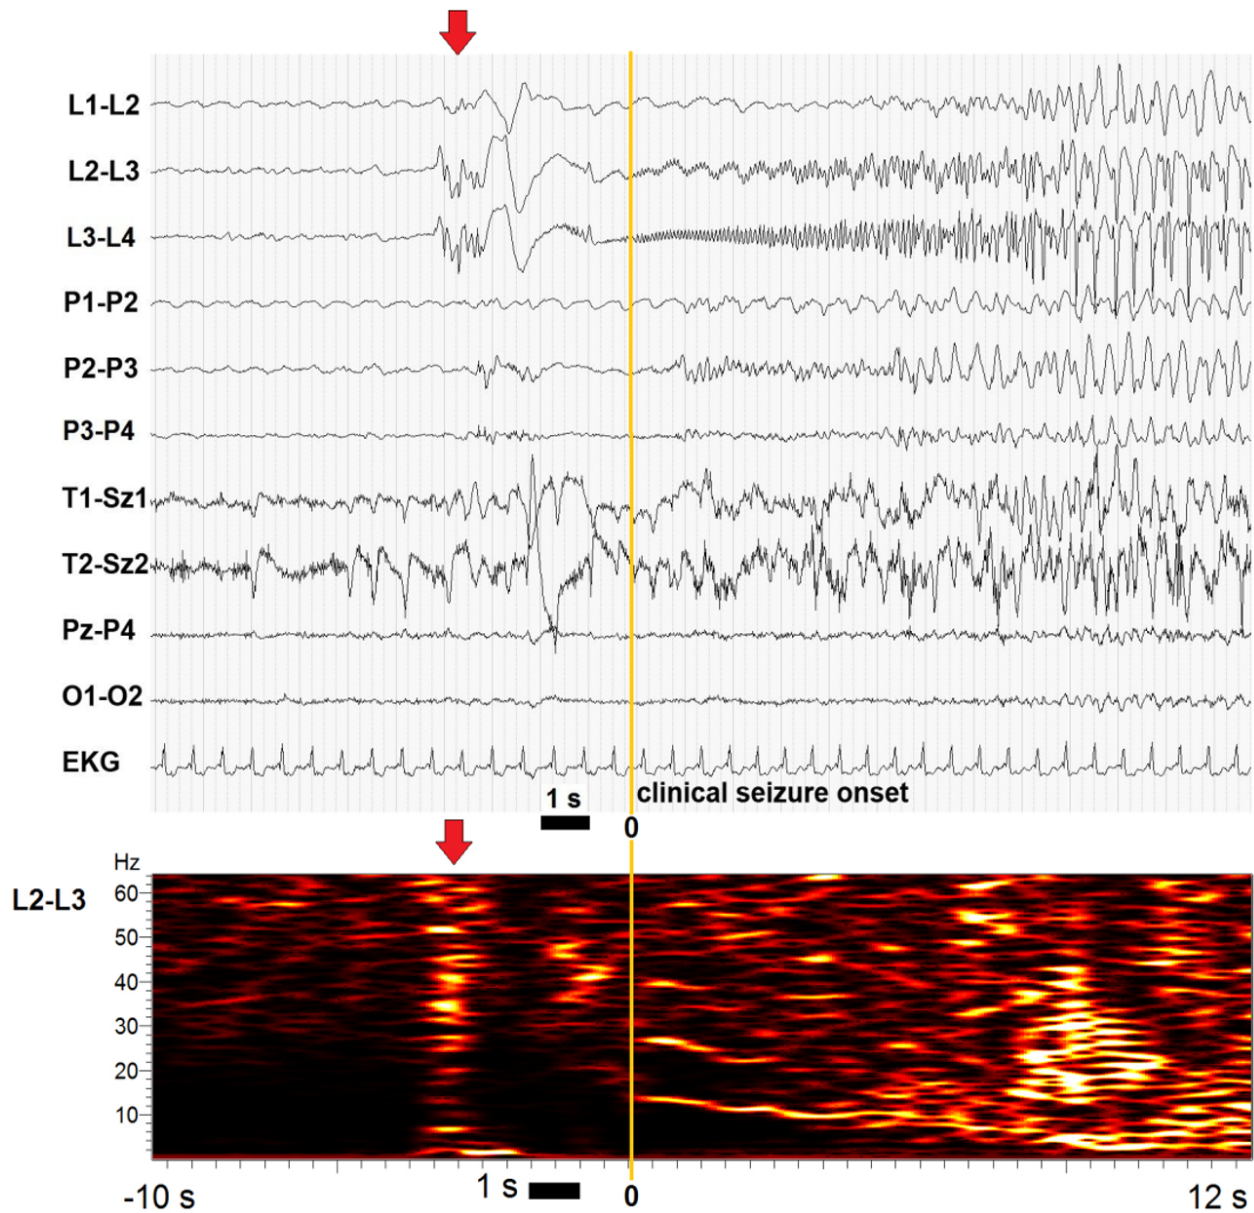 L1-L2
L2-L3
L3-L4
P1-P2
P2-P3
P3-P4
T1-Sz1
T2-Sz2
Pz-P4
O1-O2
EKG
1 s
clinical seizure onset
0
Hz
L2-L3
60
50
40
30
20
10
-10 s
1 s
0
12 s